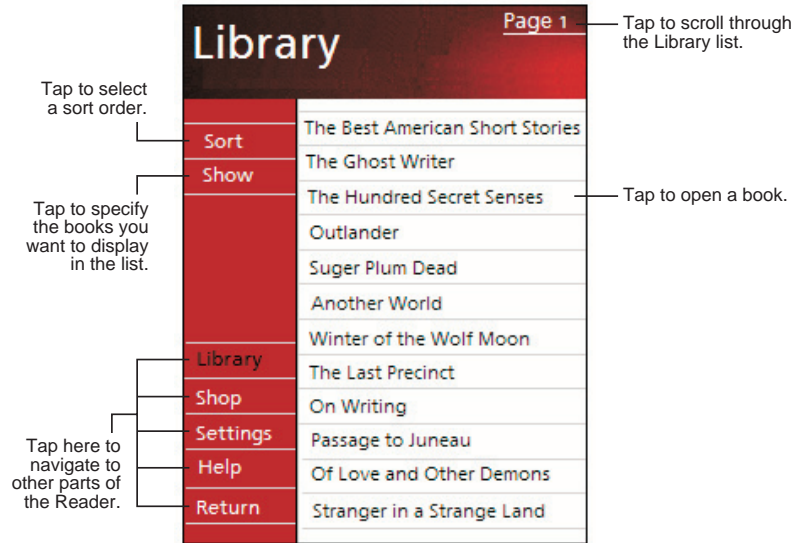 Library
Page 1
Tap to scroll through
the Library list.
Tap to select
a sort order.
Sort
Show
Tap to specify
the books you
want to display
in the list.
The Best American Short Stories
The Ghost Writer
The Hundred Secret Senses
Outlander
Suger Plum Dead
Another World
Winter of the Wolf Moon
The Last Precinct
On Writing
Passage to Juneau
Of Love and Other Demons
Stranger in a Strange Land
Tap to open a book.
Library
Shop
Settings
Help
Return
Tap here to
navigate to
other parts of
the Reader.